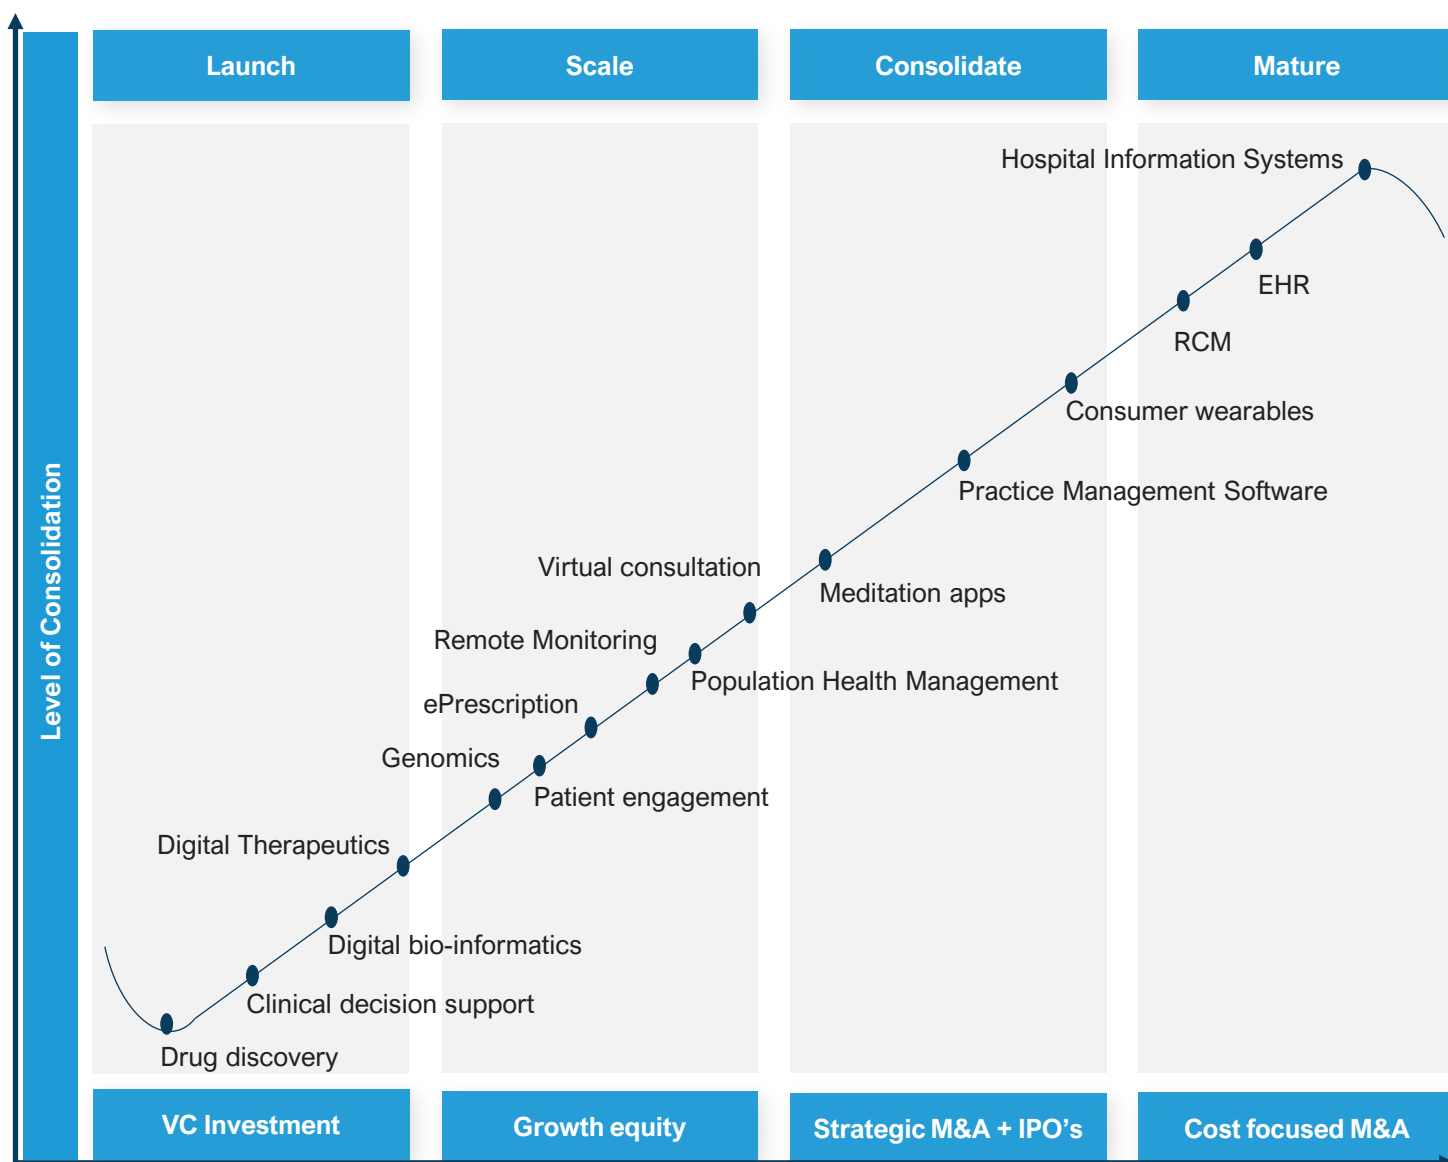 Launch
Scale
Consolidate
Mature
Level of Consolidation
Hospital Information Systems
EHR
RCM
Consumer wearables
Practice Management Software
Virtual consultation
Meditation apps
Remote Monitoring
Population Health Management
ePrescription
Genomics
Patient engagement
Digital Therapeutics
Digital bio-informatics
Clinical decision support
Drug discovery
VC Investment
Growth equity
Strategic M&A + IPO’s
Cost focused M&A